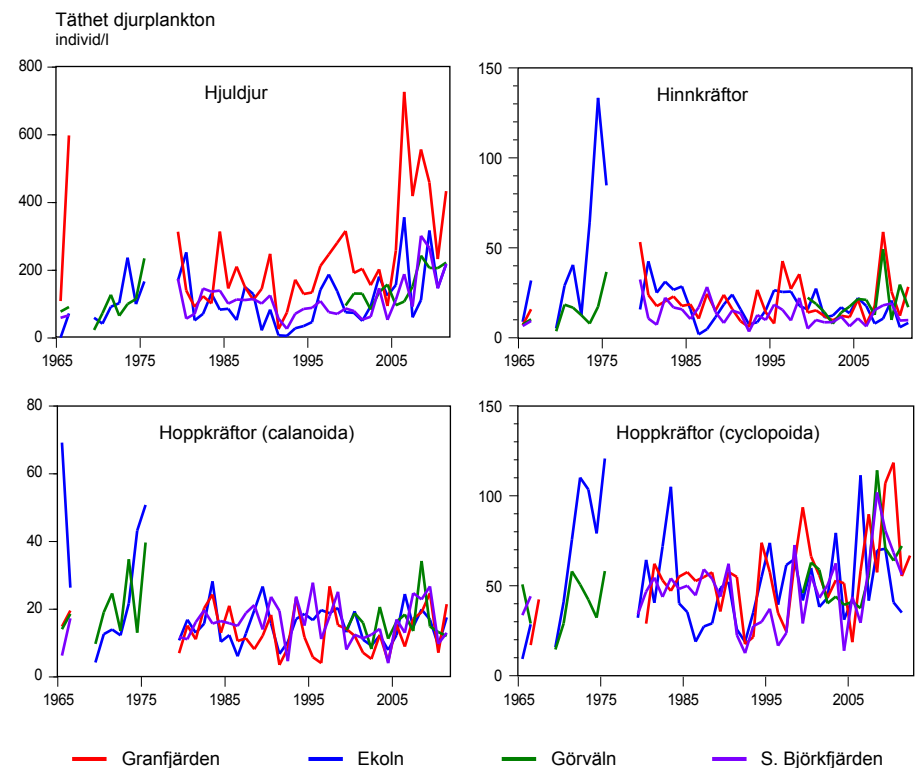 Täthet djurplankton
individ/l
Hjuldjur
800
600
400
200
0
1965 1975 1985 1995 2005
Hinnkräftor
150
100
50
0
1965 1975 1985 1995 2005
Hoppkräftor (calanoida)
80
60
40
20
0
1965 1975 1985 1995 2005
Hoppkräftor (cyclopoida)
150
100
50
0
1965 1975 1985 1995 2005
Granfjärden Ekoln Görväln S. Björkfjärden